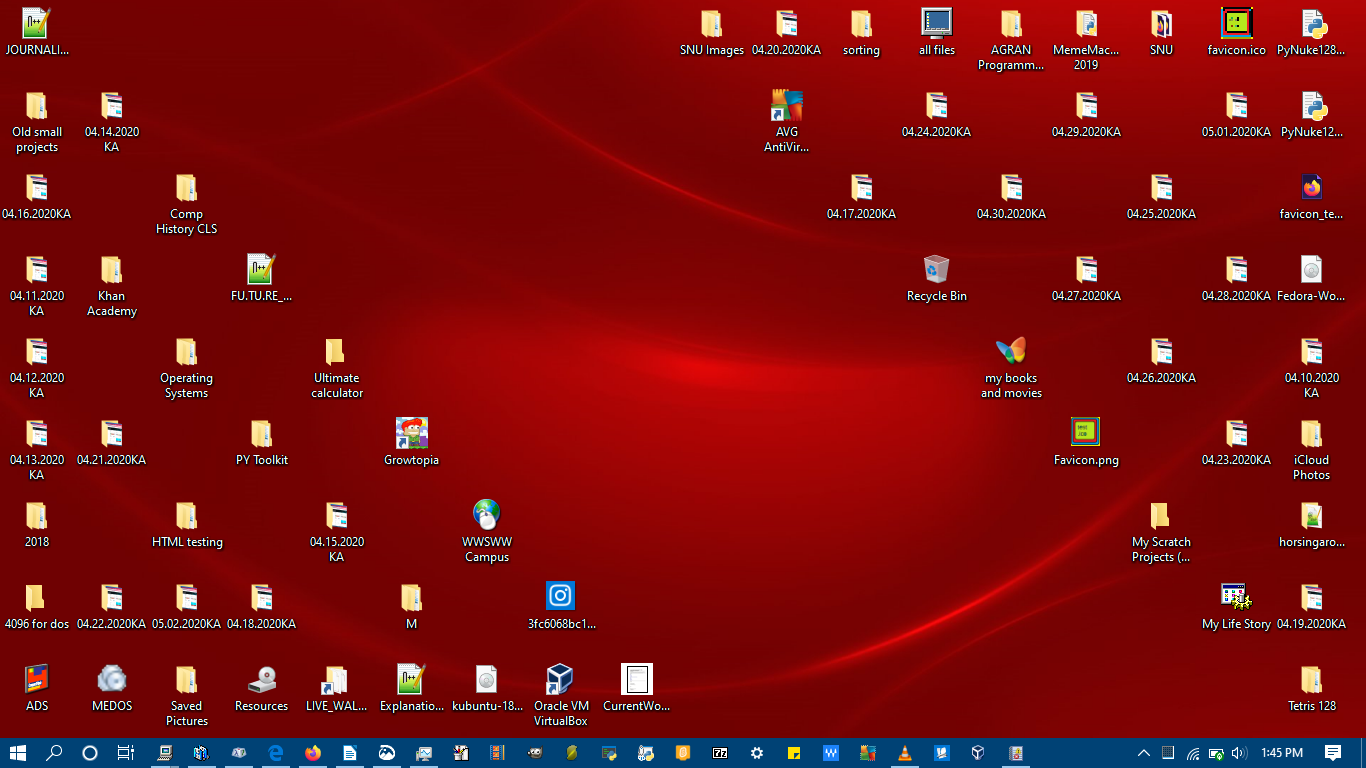 JOURNALI...
SNU Images
04.20.2020KA
sorting
all files
AGRAN
Programm...
MemeMac...
2019
SNU
favicon.ico
PyNuke128...
Old small
projects
04.14.2020
KA
AVG
AntiVir...
04.24.2020KA
04.29.2020KA
05.01.2020KA
PyNuke12...
04.16.2020KA
Comp
History CLS
04.17.2020KA
04.30.2020KA
04.25.2020KA
favicon_te...
04.11.2020
KA
Khan
Academy
FU.TU.RE_...
Recycle Bin
04.27.2020KA
04.28.2020KA
Fedora-Wo...
04.12.2020
KA
Operating
Systems
Ultimate
calculator
my books
and movies
04.26.2020KA
04.10.2020
KA
04.13.2020
KA
04.21.2020KA
PY Toolkit
Growtopia
Favicon.png
04.23.2020KA
iCloud
Photos
2018
HTML testing
04.15.2020
KA
WWSWW
Campus
My Scratch
Projects (...
horsingaro...
4096 for dos
04.22.2020KA
05.02.2020KA
04.18.2020KA
M
3fc6068bc1...
My Life Story
04.19.2020KA
ADS
MEDOS
Saved
Pictures
Resources
LIVE_WAL...
Explanatio...
kubuntu-18...
Oracle VM
VirtualBox
CurrentWo...
Tetris 128
1:45 PM